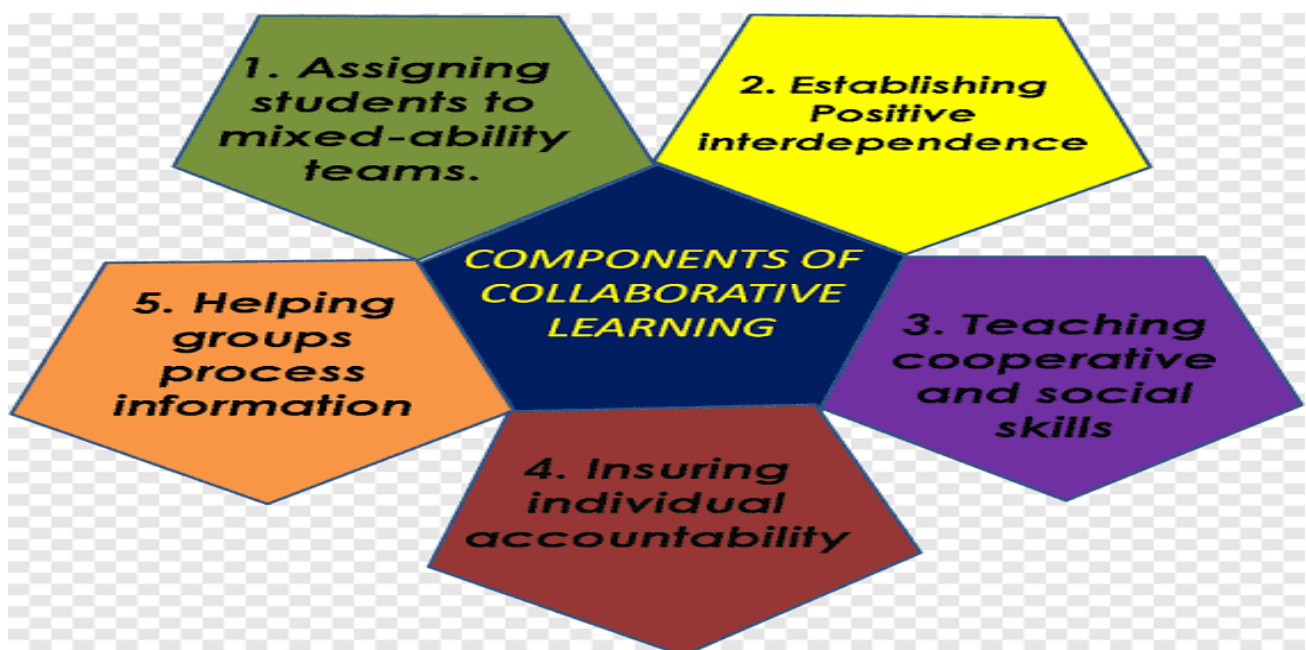 1. Assigning
students to
mixed-ability
teams.
2. Establishing
Positive
interdependence
COMPONENTS OF
COLLABORATIVE
LEARNING
3. Teaching
cooperative
and social
skills
4. Insuring
individual
accountability
5. Helping
groups
process
information